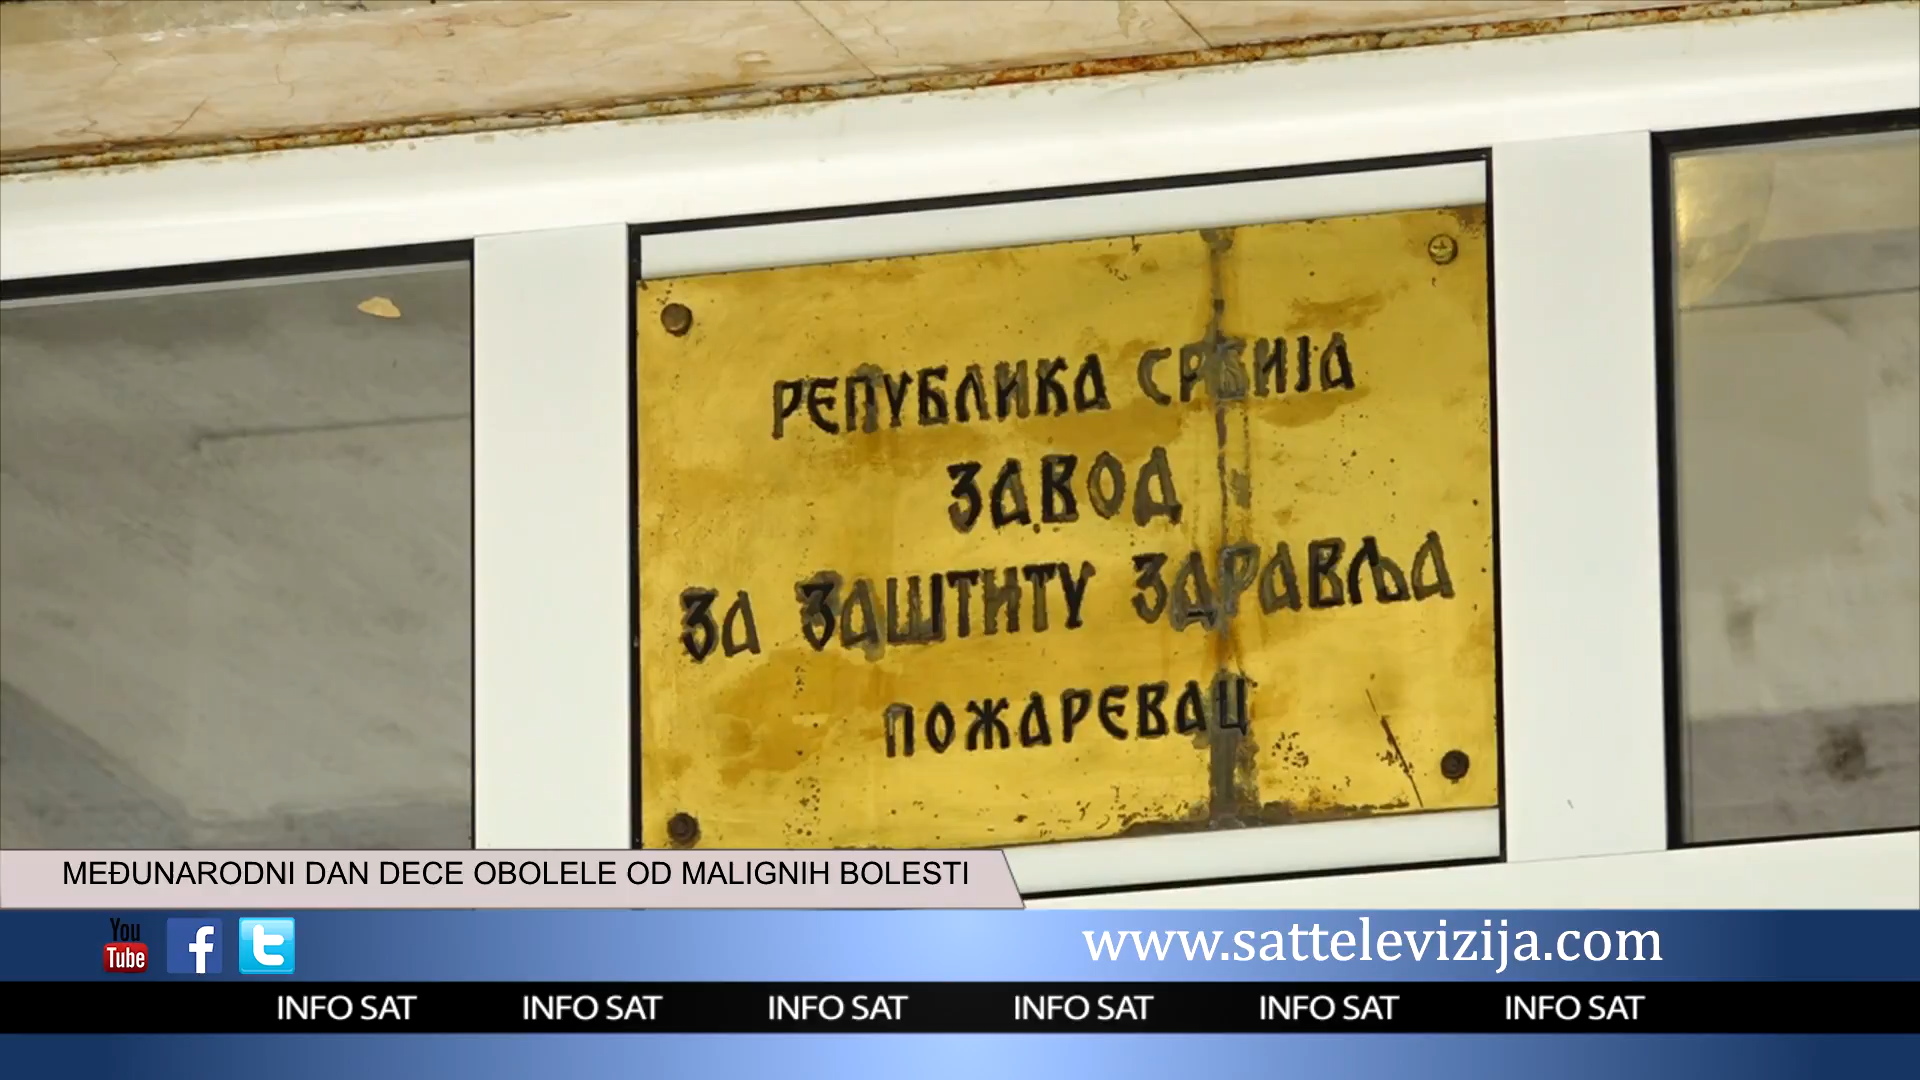 РЕПУБЛИКА СРБИЈА
ЗАВОД
ЗА ЗАШТИТУ ЗДРАВЉА
ПОЖАРЕВАЦ
MEĐUNARODNI DAN DECE OBOLELE OD MALIGNIH BOLESTI
You Tube
www.sattelevizija.com
INFO SAT INFO SAT INFO SAT INFO SAT INFO SAT INFO SAT